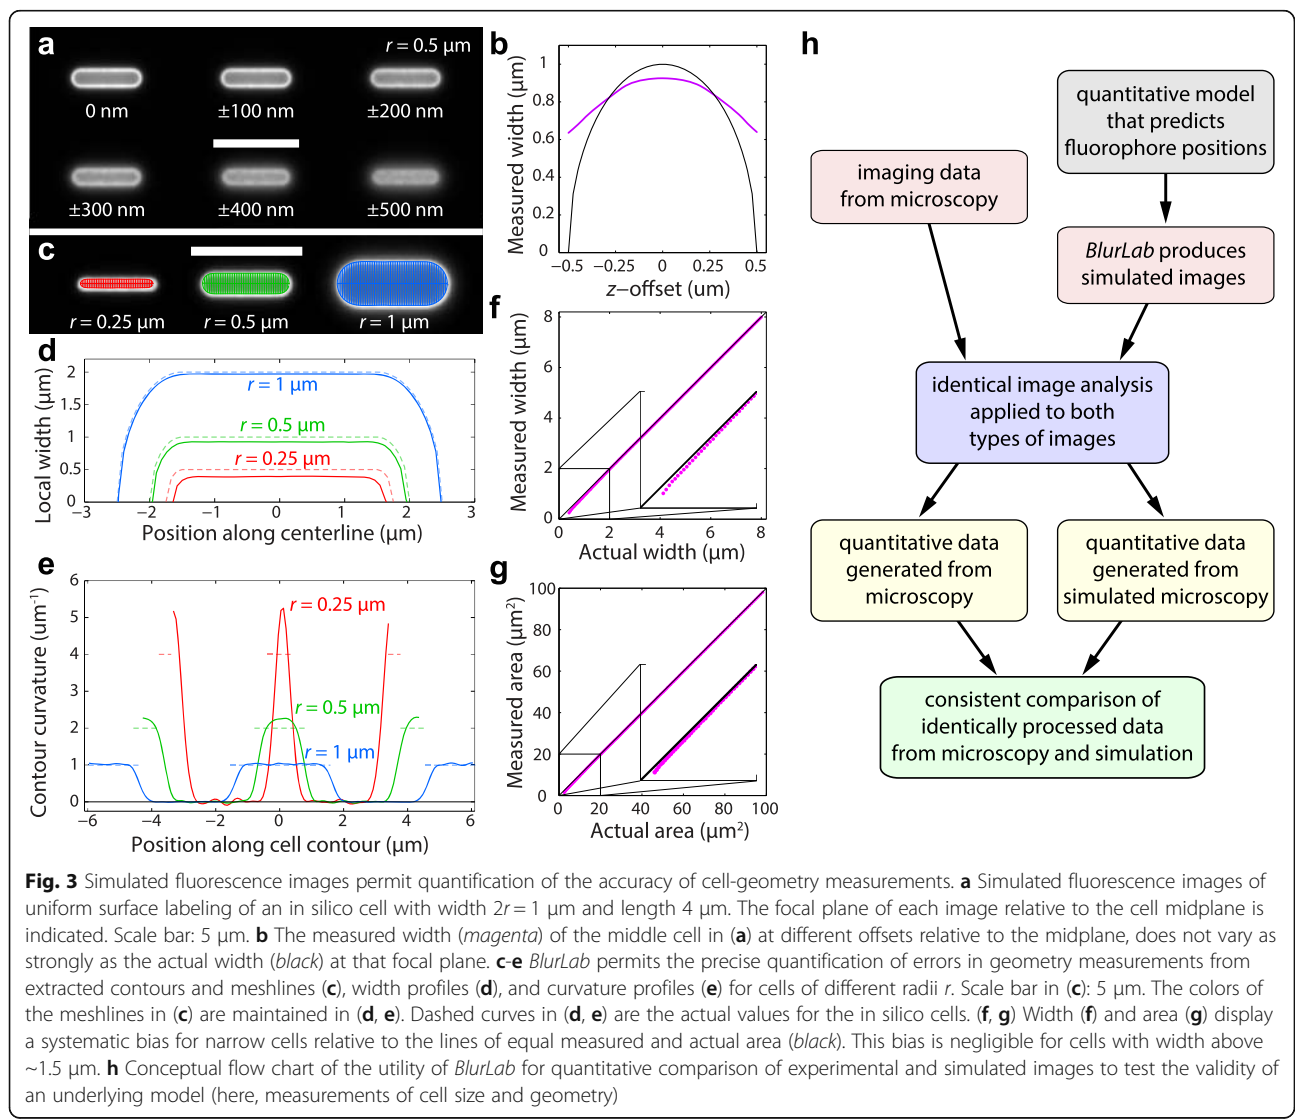 a
r = 0.5 µm
0 nm
±100 nm
±200 nm
±300 nm
±400 nm
±500 nm
b
Measured width (µm)
1
0.8
0.6
0.4
0.2
0
−0.5
−0.25
0
0.25
0.5
z−offset (um)
c
r = 0.25 µm
r = 0.5 µm
r = 1 µm
d
Local width (µm)
2
1.5
1
0.5
0
r = 1 µm
r = 0.5 µm
r = 0.25 µm
−3
−2
−1
0
1
2
3
Position along centerline (µm)
e
Contour curvature (um⁻¹)
6
5
4
3
2
1
0
r = 0.25 µm
r = 0.5 µm
r = 1 µm
−6
−4
−2
0
2
4
6
Position along cell contour (µm)
f
Measured width (µm)
8
6
4
2
0
0
2
4
6
8
Actual width (µm)
g
Measured area (µm²)
100
80
60
40
20
0
0
20
40
60
80
100
Actual area (µm²)
h
quantitative model
that predicts
fluorophore positions
imaging data
from microscopy
BlurLab produces
simulated images
identical image analysis
applied to both
types of images
quantitative data
generated from
microscopy
quantitative data
generated from
simulated microscopy
consistent comparison of
identically processed data
from microscopy and simulation
Fig. 3 Simulated fluorescence images permit quantification of the accuracy of cell-geometry measurements. a Simulated fluorescence images of
uniform surface labeling of an in silico cell with width 2r = 1 µm and length 4 µm. The focal plane of each image relative to the cell midplane is
indicated. Scale bar: 5 µm. b The measured width (magenta) of the middle cell in (a) at different offsets relative to the midplane, does not vary as
strongly as the actual width (black) at that focal plane. c-e BlurLab permits the precise quantification of errors in geometry measurements from
extracted contours and meshlines (c), width profiles (d), and curvature profiles (e) for cells of different radii r. Scale bar in (c): 5 µm. The colors of
the meshlines in (c) are maintained in (d, e). Dashed curves in (d, e) are the actual values for the in silico cells. (f, g) Width (f) and area (g) display
a systematic bias for narrow cells relative to the lines of equal measured and actual area (black). This bias is negligible for cells with width above
~1.5 µm. h Conceptual flow chart of the utility of BlurLab for quantitative comparison of experimental and simulated images to test the validity of
an underlying model (here, measurements of cell size and geometry)